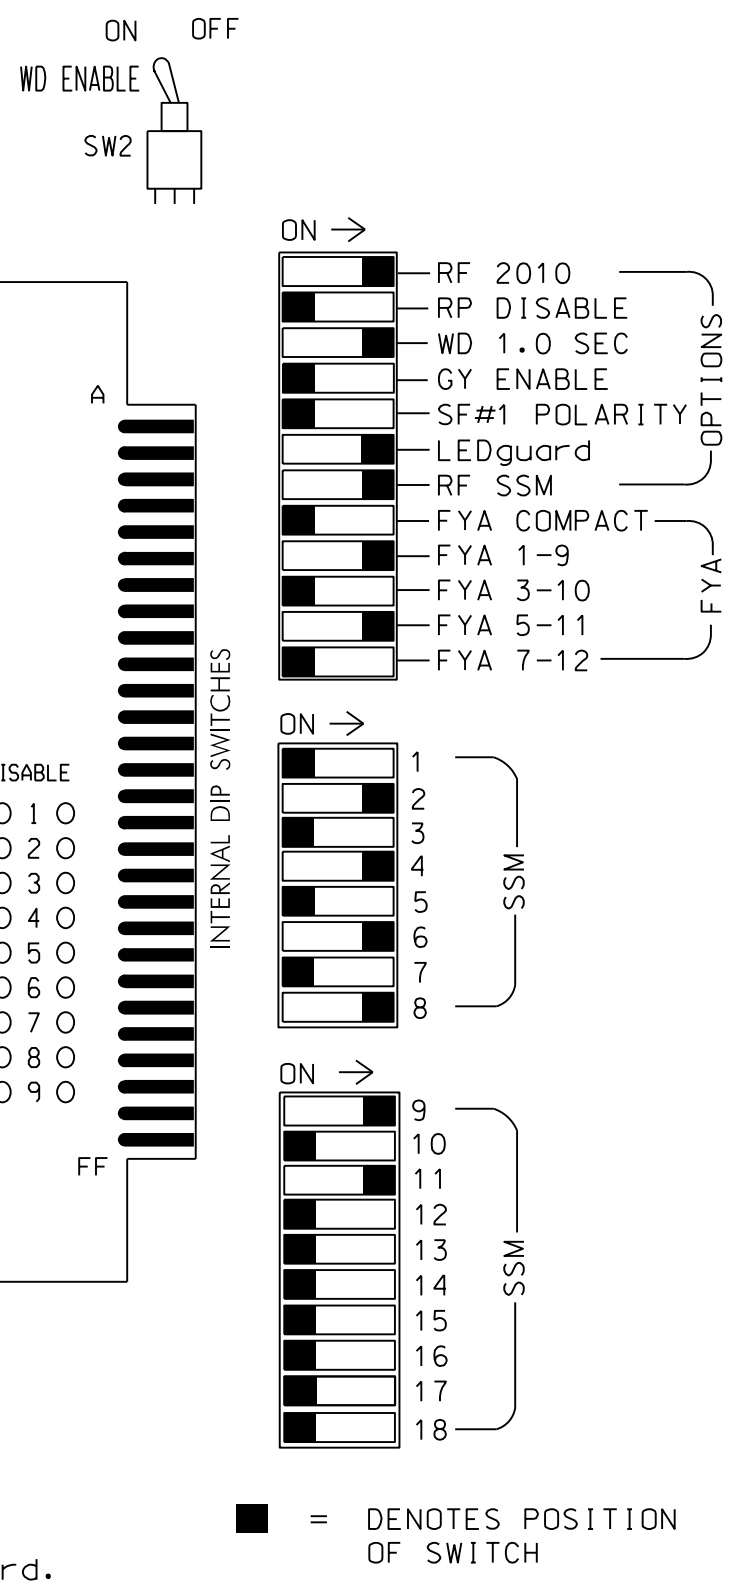 ON OFF
WD ENABLE
SW2
ON
RF 2010
RP DISABLE
WD 1.0 SEC
GY ENABLE
SF#1 POLARITY
LEDguard
RF SSM
OPTIONS
FYA COMPACT
FYA 1-9
FYA 3-10
FYA 5-11
FYA 7-12
FYA
A
FF
INTERNAL DIP SWITCHES
ISABLE
1
2
3
4
5
6
7
8
9
ON
1
2
3
4
5
6
7
8
SSM
ON
9
10
11
12
13
14
15
16
17
18
SSM
= DENOTES POSITION
OF SWITCH
rd.